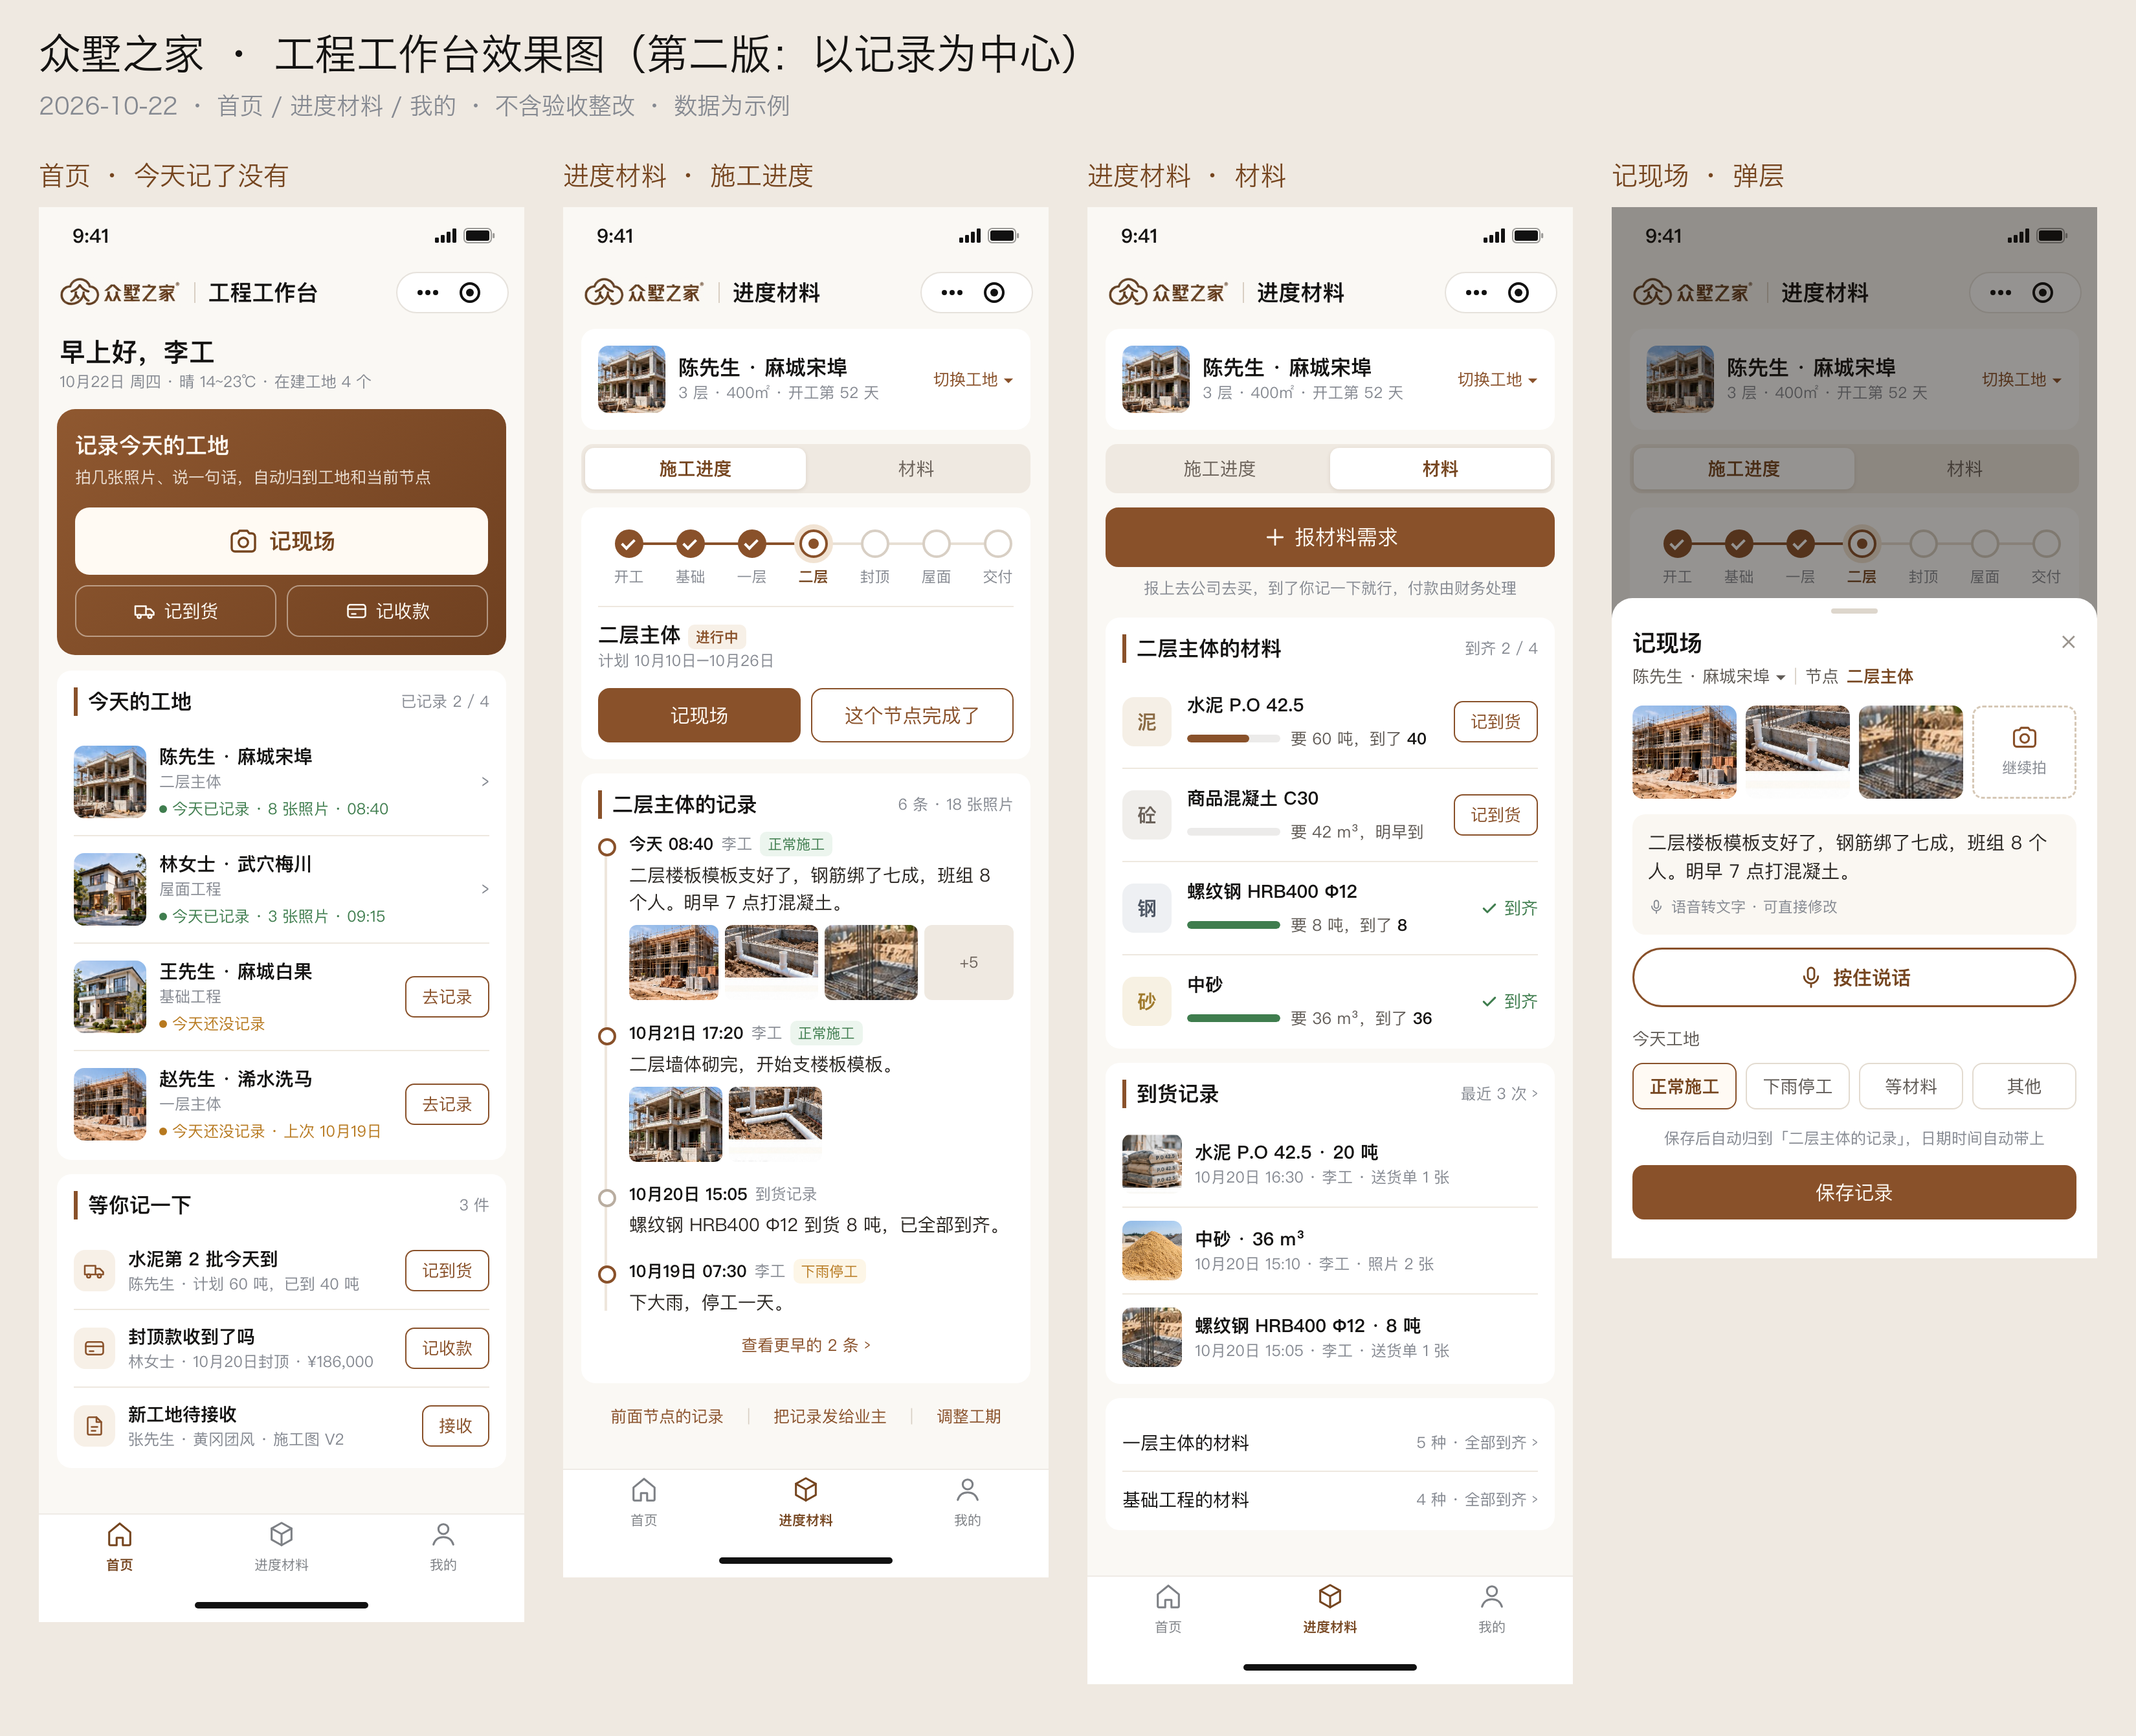 众墅之家 · 工程工作台效果图（第二版：以记录为中心）
2026-10-22 · 首页 / 进度材料 / 我的 · 不含验收整改 · 数据为示例
首页 · 今天记了没有
9:41
众墅之家
工程工作台
早上好，李工
10月22日 周四 · 晴 14~23℃ · 在建工地 4 个
记录今天的工地
拍几张照片、说一句话，自动归到工地和当前节点
记现场
记到货
记收款
今天的工地
已记录 2 / 4
陈先生 · 麻城宋埠
二层主体
今天已记录 · 8 张照片 · 08:40
林女士 · 武穴梅川
屋面工程
今天已记录 · 3 张照片 · 09:15
王先生 · 麻城白果
基础工程
今天还没记录
去记录
赵先生 · 浠水洗马
一层主体
今天还没记录 · 上次 10月19日
去记录
等你记一下
3 件
水泥第 2 批今天到
陈先生 · 计划 60 吨，已到 40 吨
记到货
封顶款收到了吗
林女士 · 10月20日封顶 · ¥186,000
记收款
新工地待接收
张先生 · 黄冈团风 · 施工图 V2
接收
首页
进度材料
我的
进度材料 · 施工进度
9:41
众墅之家
进度材料
陈先生 · 麻城宋埠
3 层 · 400㎡ · 开工第 52 天
切换工地
施工进度
材料
开工
基础
一层
二层
封顶
屋面
交付
二层主体
进行中
计划 10月10日—10月26日
记现场
这个节点完成了
二层主体的记录
6 条 · 18 张照片
今天 08:40 李工 正常施工
二层楼板模板支好了，钢筋绑了七成，班组 8
个人。明早 7 点打混凝土。
+5
10月21日 17:20 李工 正常施工
二层墙体砌完，开始支楼板模板。
10月20日 15:05 到货记录
螺纹钢 HRB400 Φ12 到货 8 吨，已全部到齐。
10月19日 07:30 李工 下雨停工
下大雨，停工一天。
查看更早的 2 条 ›
前面节点的记录
把记录发给业主
调整工期
首页
进度材料
我的
进度材料 · 材料
9:41
众墅之家
进度材料
陈先生 · 麻城宋埠
3 层 · 400㎡ · 开工第 52 天
切换工地
施工进度
材料
＋ 报材料需求
报上去公司去买，到了你记一下就行，付款由财务处理
二层主体的材料
到齐 2 / 4
泥
水泥 P.O 42.5
要 60 吨，到了 40
记到货
砼
商品混凝土 C30
要 42 m³，明早到
记到货
钢
螺纹钢 HRB400 Φ12
要 8 吨，到了 8
到齐
砂
中砂
要 36 m³，到了 36
到齐
到货记录
最近 3 次 ›
水泥 P.O 42.5 · 20 吨
10月20日 16:30 · 李工 · 送货单 1 张
中砂 · 36 m³
10月20日 15:10 · 李工 · 照片 2 张
螺纹钢 HRB400 Φ12 · 8 吨
10月20日 15:05 · 李工 · 送货单 1 张
一层主体的材料
5 种 · 全部到齐 ›
基础工程的材料
4 种 · 全部到齐 ›
首页
进度材料
我的
记现场 · 弹层
9:41
众墅之家
进度材料
陈先生 · 麻城宋埠
3 层 · 400㎡ · 开工第 52 天
切换工地
施工进度
材料
开工
基础
一层
二层
封顶
屋面
交付
记现场
陈先生 · 麻城宋埠
节点 二层主体
继续拍
二层楼板模板支好了，钢筋绑了七成，班组 8 个
人。明早 7 点打混凝土。
语音转文字 · 可直接修改
按住说话
今天工地
正常施工
下雨停工
等材料
其他
保存后自动归到「二层主体的记录」，日期时间自动带上
保存记录